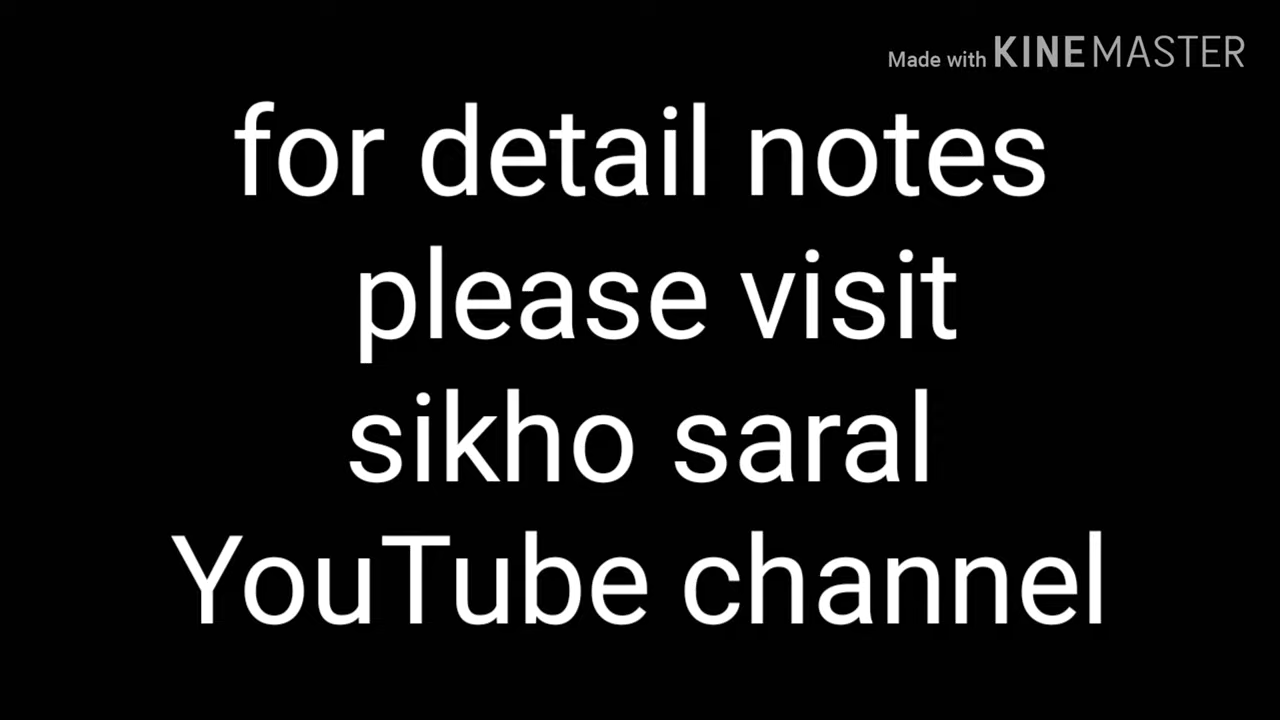 Made with KINEMASTER
for detail notes
please visit
sikho saral
YouTube channel